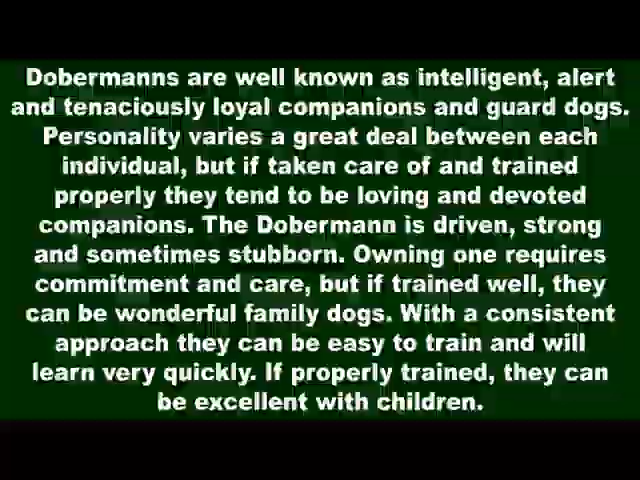 Dobermanns are well known as intelligent, alert
and tenaciously loyal companions and guard dogs.
Personality varies a great deal between each
individual, but if taken care of and trained
properly they tend to be loving and devoted
companions. The Dobermann is driven, strong
and sometimes stubborn. Owning one requires
commitment and care, but if trained well, they
can be wonderful family dogs. With a consistent
approach they can be easy to train and will
learn very quickly. If properly trained, they can
be excellent with children.